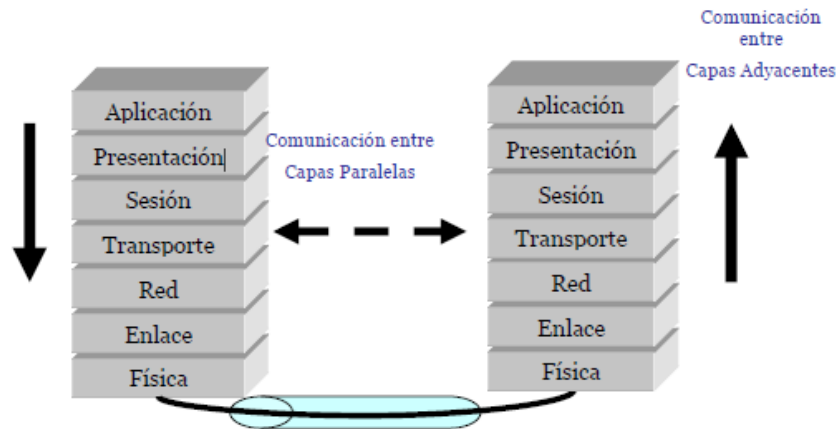 Comunicación
entre
Capas Adyacentes
Aplicación
Presentación
Sesión
Transporte
Red
Enlace
Física
Comunicación entre
Capas Paralelas
Aplicación
Presentación
Sesión
Transporte
Red
Enlace
Física